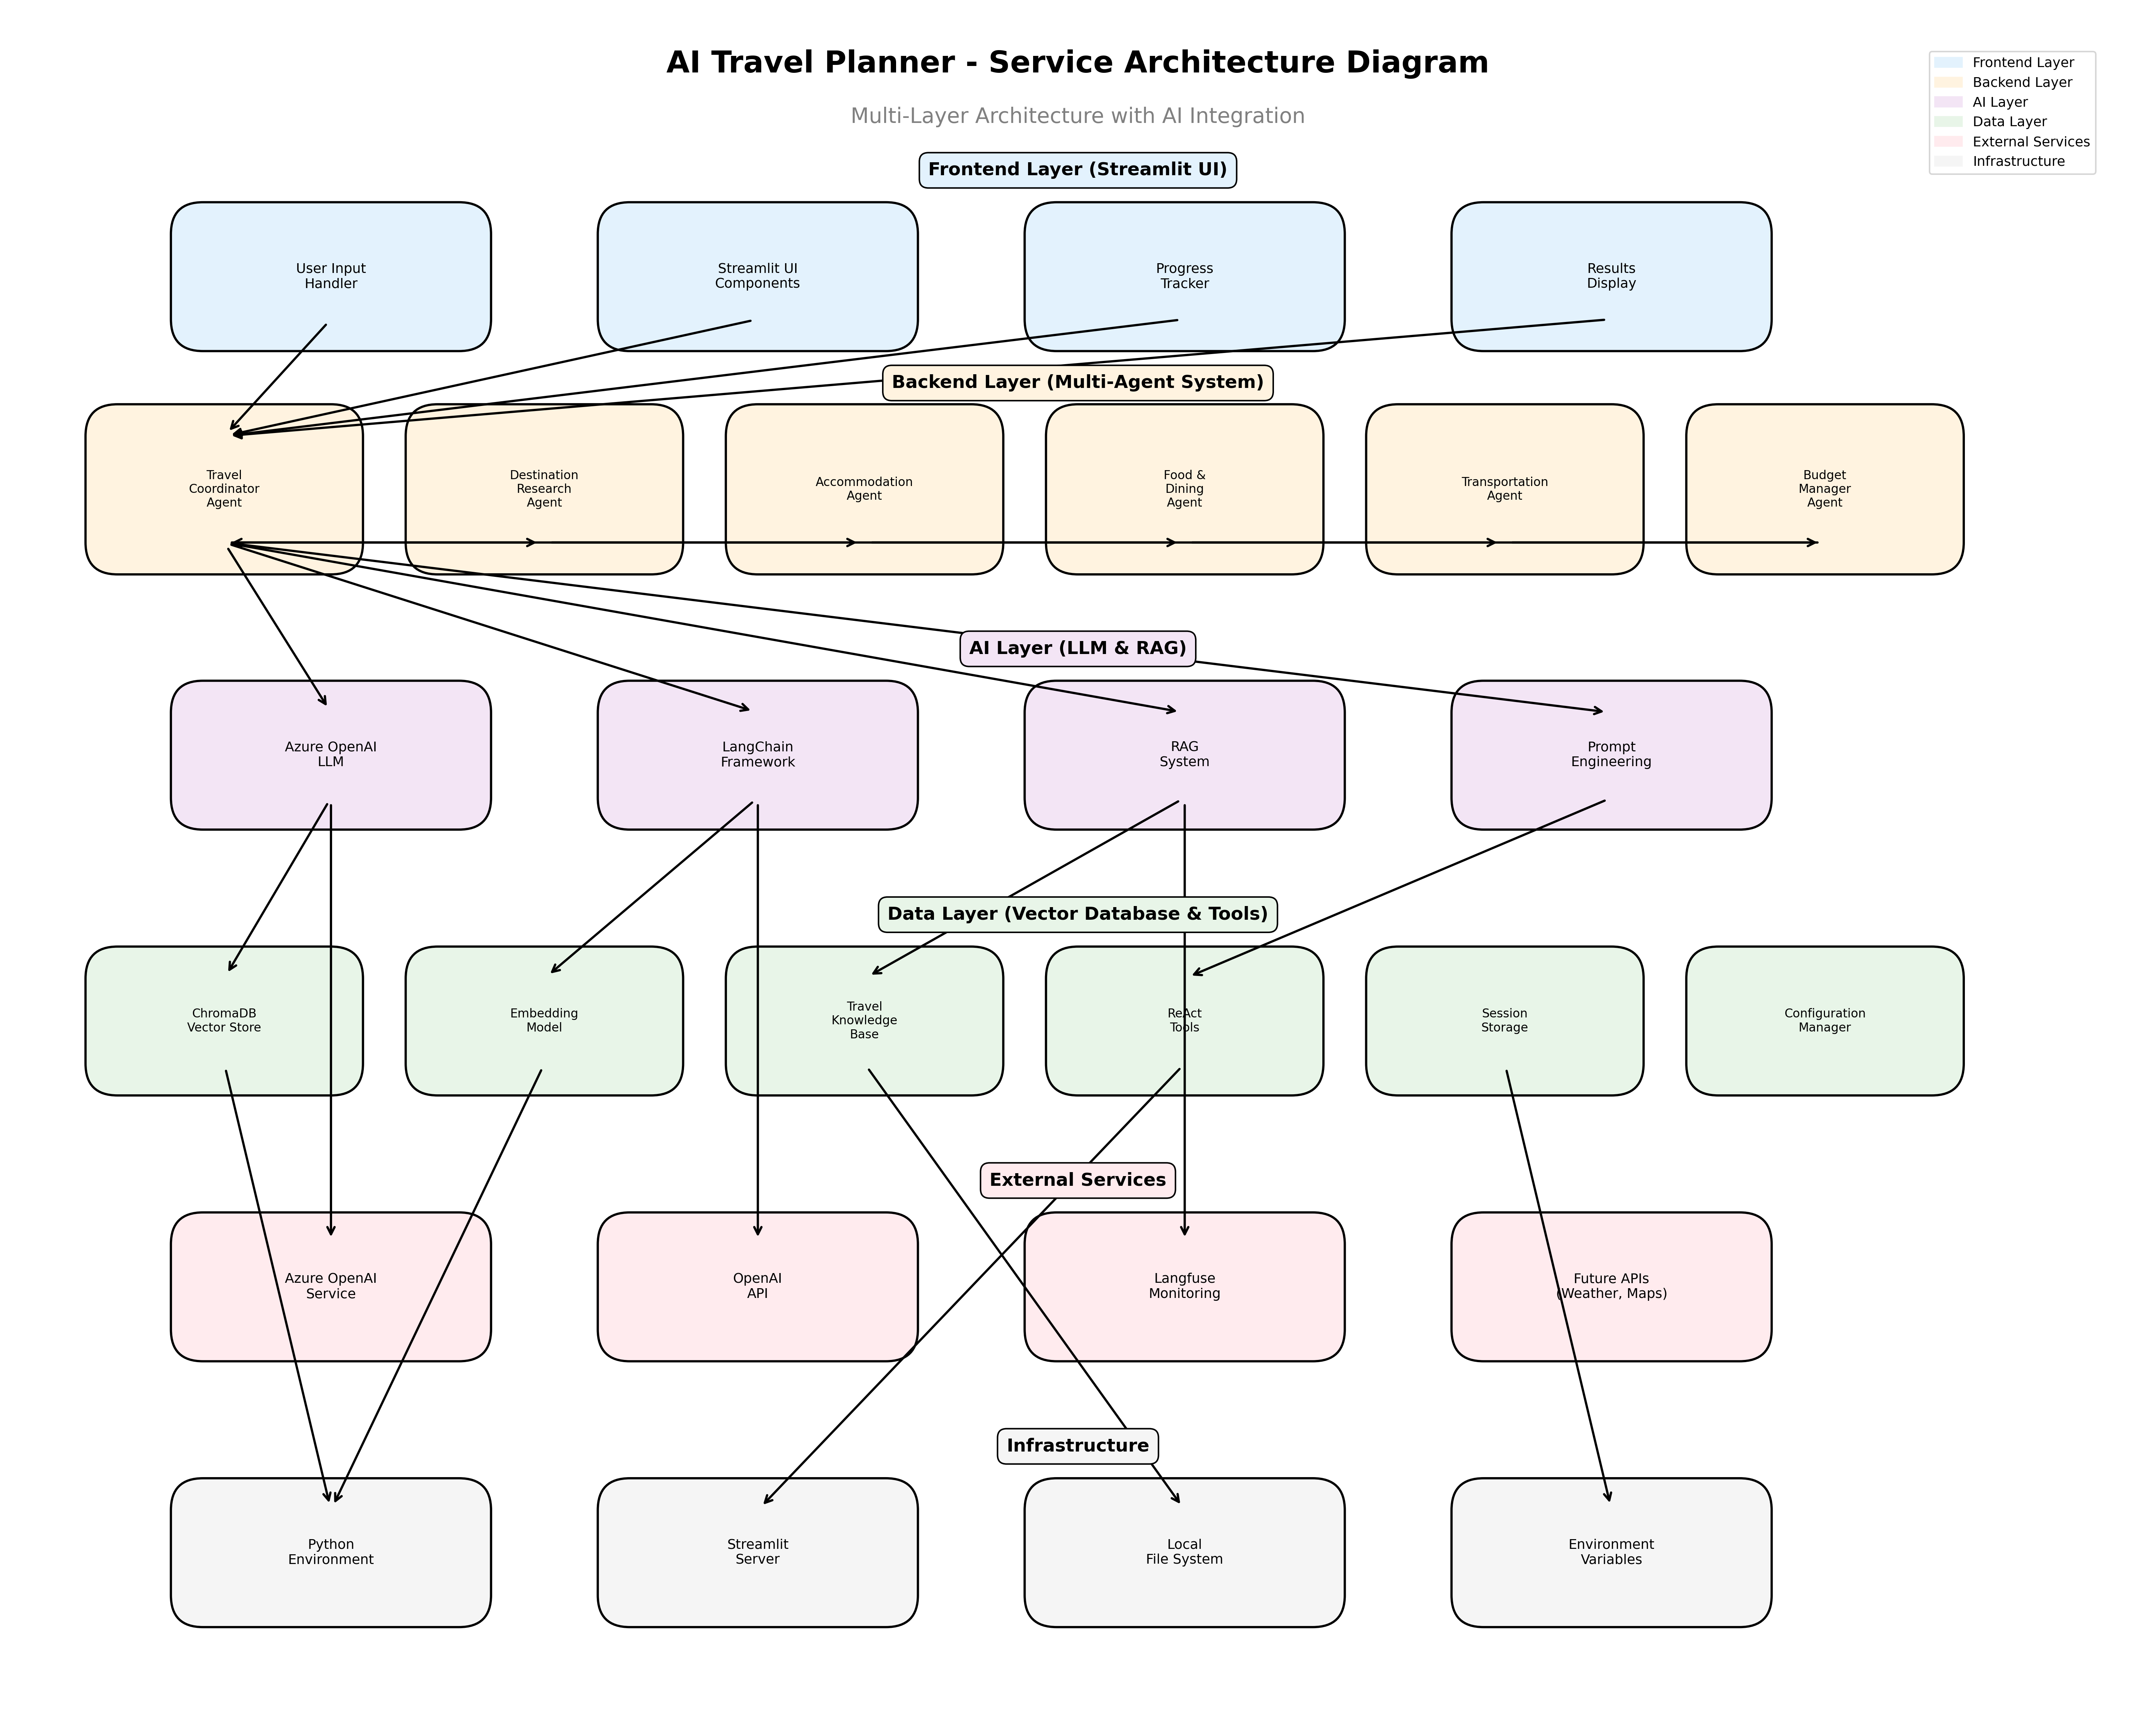 AI Travel Planner - Service Architecture Diagram
Multi-Layer Architecture with AI Integration
Frontend Layer
Backend Layer
AI Layer
Data Layer
External Services
Infrastructure
Frontend Layer (Streamlit UI)
User Input
Handler
Streamlit UI
Components
Progress
Tracker
Results
Display
Backend Layer (Multi-Agent System)
Travel
Coordinator
Agent
Destination
Research
Agent
Accommodation
Agent
Food &
Dining
Agent
Transportation
Agent
Budget
Manager
Agent
AI Layer (LLM & RAG)
Azure OpenAI
LLM
LangChain
Framework
RAG
System
Prompt
Engineering
Data Layer (Vector Database & Tools)
ChromaDB
Vector Store
Embedding
Model
Travel
Knowledge
Base
ReAct
Tools
Session
Storage
Configuration
Manager
External Services
Azure OpenAI
Service
OpenAI
API
Langfuse
Monitoring
Future APIs
(Weather, Maps)
Infrastructure
Python
Environment
Streamlit
Server
Local
File System
Environment
Variables